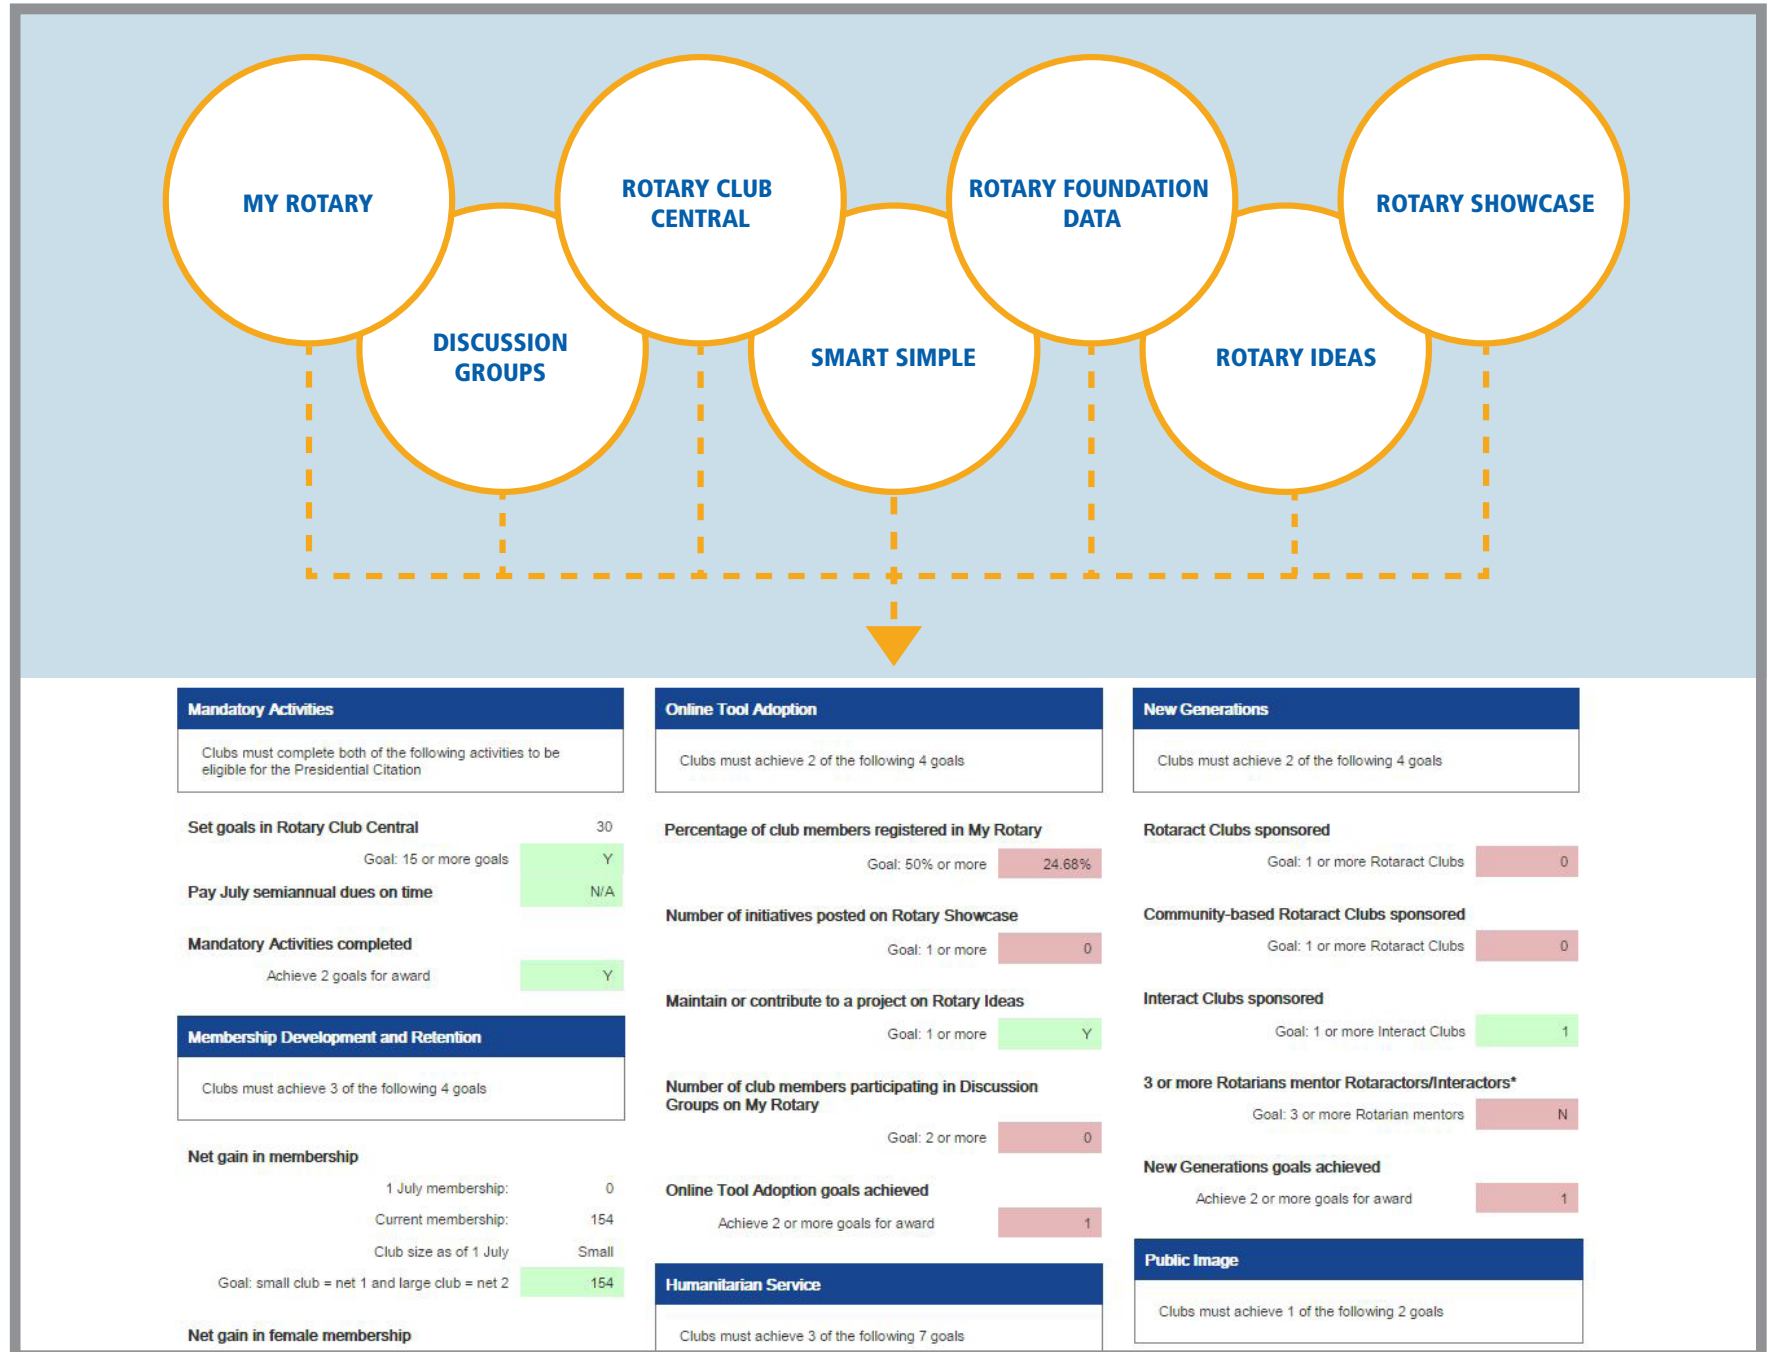 MY ROTARY
DISCUSSION
GROUPS
ROTARY CLUB
CENTRAL
SMART SIMPLE
ROTARY FOUNDATION
DATA
ROTARY IDEAS
ROTARY SHOWCASE
Mandatory Activities
Clubs must complete both of the following activities to be
eligible for the Presidential Citation
Set goals in Rotary Club Central 30
Goal: 15 or more goals Y
Pay July semiannual dues on time N/A
Mandatory Activities completed
Achieve 2 goals for award Y
Membership Development and Retention
Clubs must achieve 3 of the following 4 goals
Net gain in membership
1 July membership: 0
Current membership: 154
Club size as of 1 July Small
Goal: small club = net 1 and large club = net 2 154
Net gain in female membership
Online Tool Adoption
Clubs must achieve 2 of the following 4 goals
Percentage of club members registered in My Rotary
Goal: 50% or more 24.68%
Number of initiatives posted on Rotary Showcase
Goal: 1 or more 0
Maintain or contribute to a project on Rotary Ideas
Goal: 1 or more Y
Number of club members participating in Discussion
Groups on My Rotary
Goal: 2 or more 0
Online Tool Adoption goals achieved
Achieve 2 or more goals for award 1
Humanitarian Service
Clubs must achieve 3 of the following 7 goals
New Generations
Clubs must achieve 2 of the following 4 goals
Rotaract Clubs sponsored
Goal: 1 or more Rotaract Clubs 0
Community-based Rotaract Clubs sponsored
Goal: 1 or more Rotaract Clubs 0
Interact Clubs sponsored
Goal: 1 or more Interact Clubs 1
3 or more Rotarians mentor Rotaractors/Interactors*
Goal: 3 or more Rotarian mentors N
New Generations goals achieved
Achieve 2 or more goals for award 1
Public Image
Clubs must achieve 1 of the following 2 goals